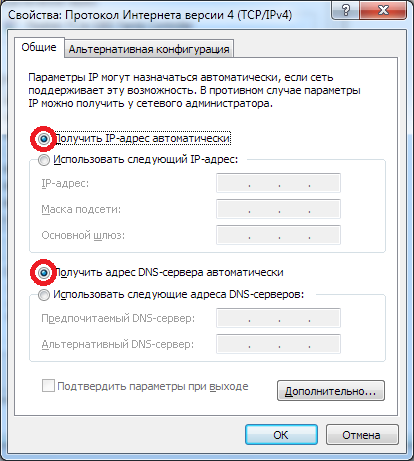 Свойства: Протокол Интернета версии 4 (TCP/IPv4)
Общие
Альтернативная конфигурация
Параметры IP могут назначаться автоматически, если сеть
поддерживает эту возможность. В противном случае параметры
IP можно получить у сетевого администратора.
Получить IP-адрес автоматически
Использовать следующий IP-адрес:
IP-адрес:
Маска подсети:
Основной шлюз:
Получить адрес DNS-сервера автоматически
Использовать следующие адреса DNS-серверов:
Предпочитаемый DNS-сервер:
Альтернативный DNS-сервер:
Подтвердить параметры при выходе
Дополнительно...
ОК
Отмена